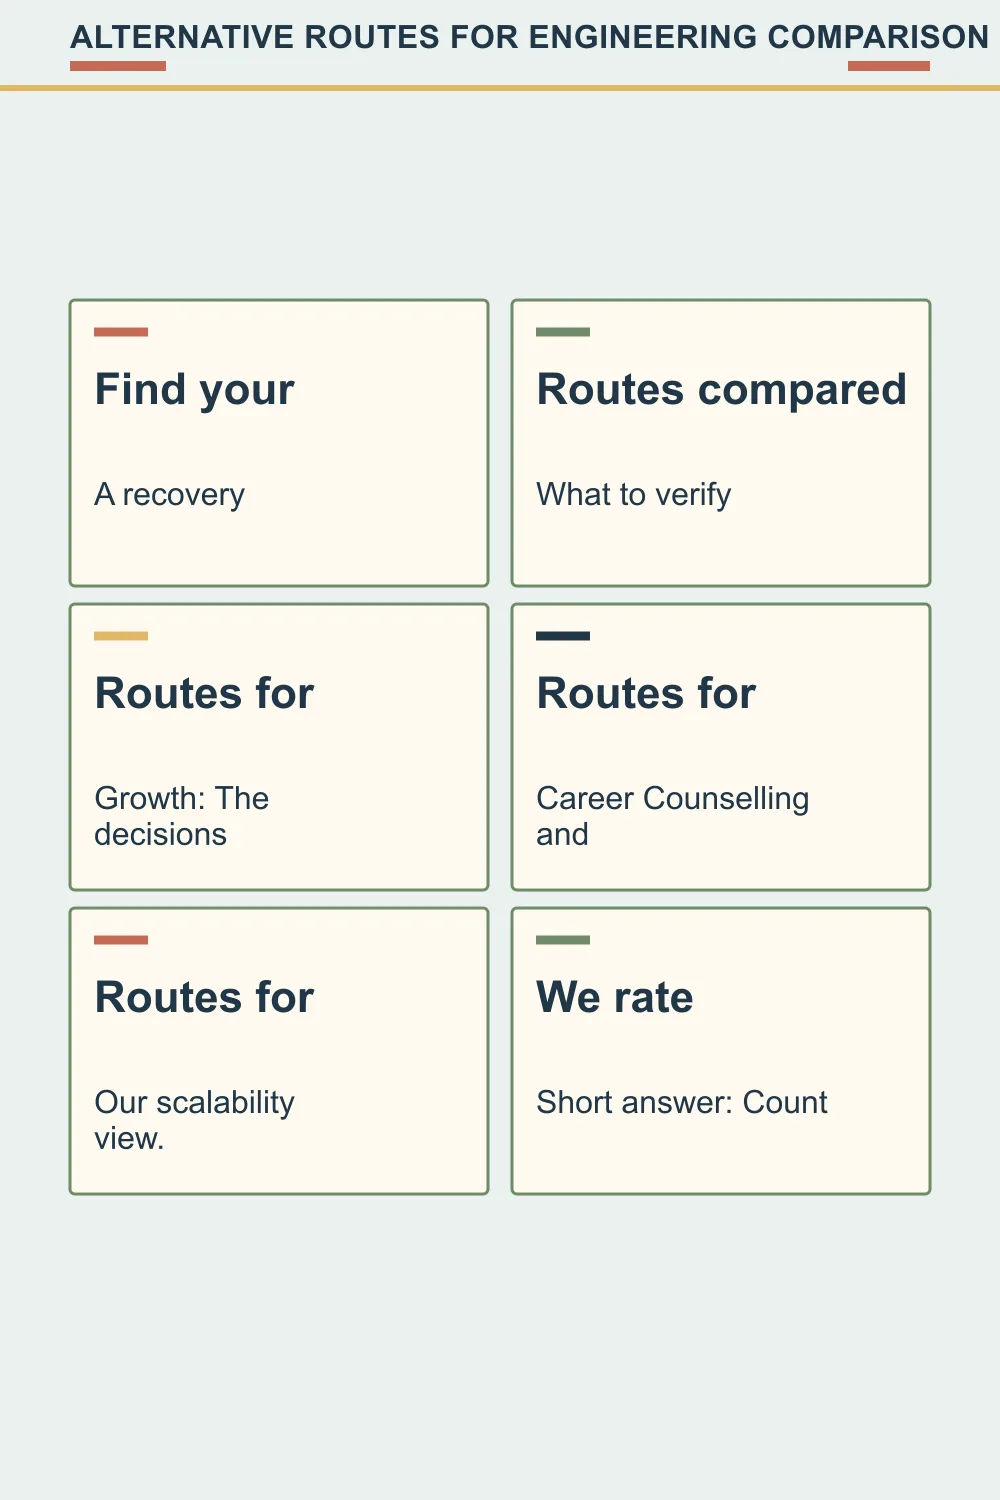 ALTERNATIVE ROUTES FOR ENGINEERING COMPARISON
Find your
A recovery
Routes compared
What to verify
Routes for
Growth: The
decisions
Routes for
Career Counselling
and
Routes for
Our scalability
view.
We rate
Short answer: Count